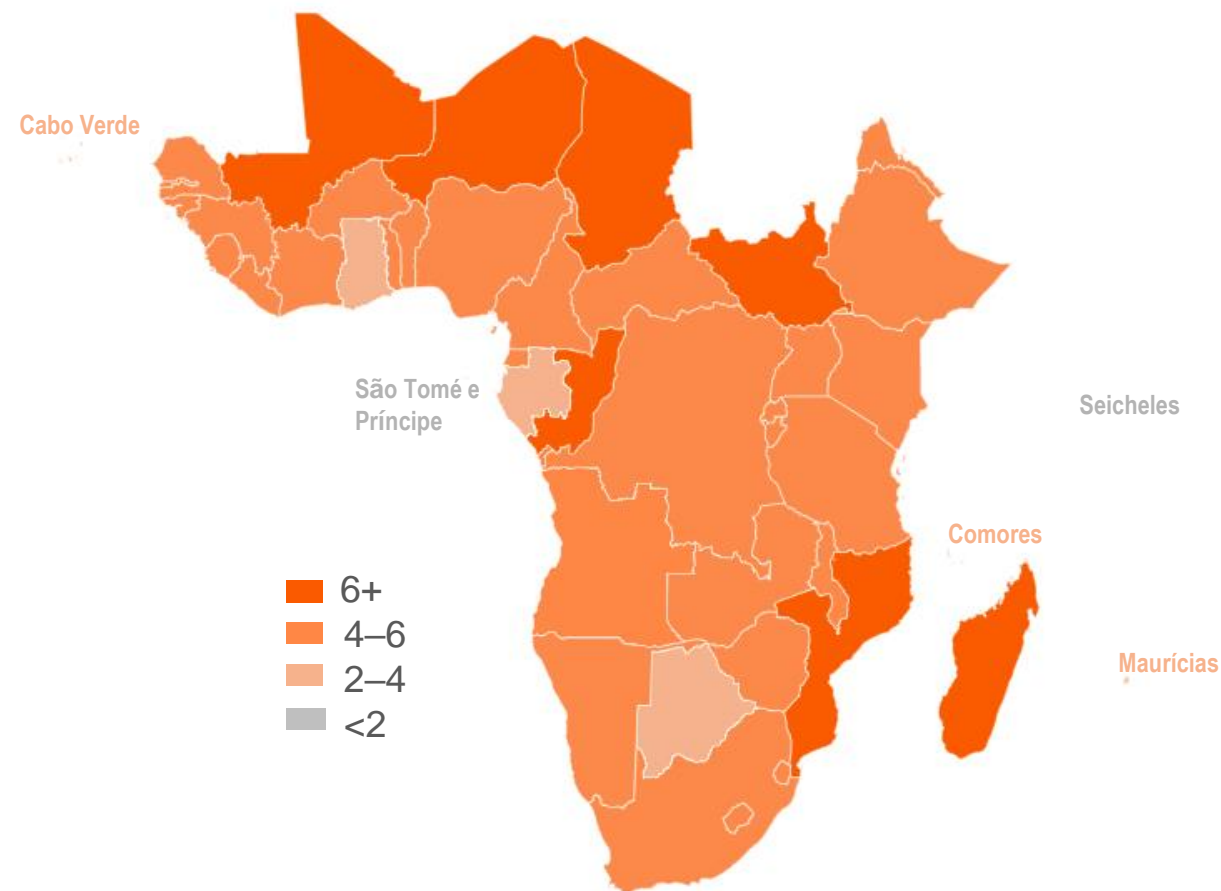 Cabo Verde
São Tomé e
Príncipe
Seicheles
Comores
Maurícias
6+
4–6
2–4
<2